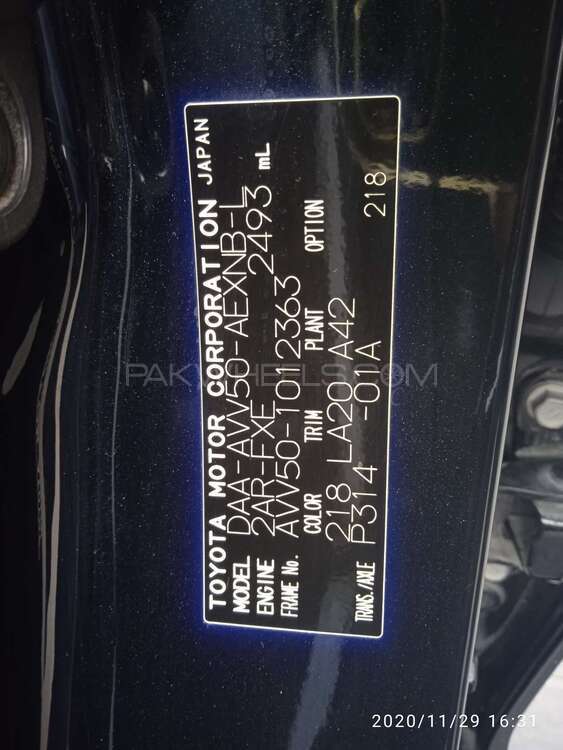 TOYOTA MOTOR CORPORATION JAPAN
MODEL DAA-AVV50-AEXNB-L
ENGINE 2AR-FXE 2493 mL
FRAME No. AVV50-1012363
COLOR TRIM PLANT OPTION
218 LA20 A42
TRANS./AXLE P314 -01A 218
PAKWHEELS.COM
2020/11/29 16:31